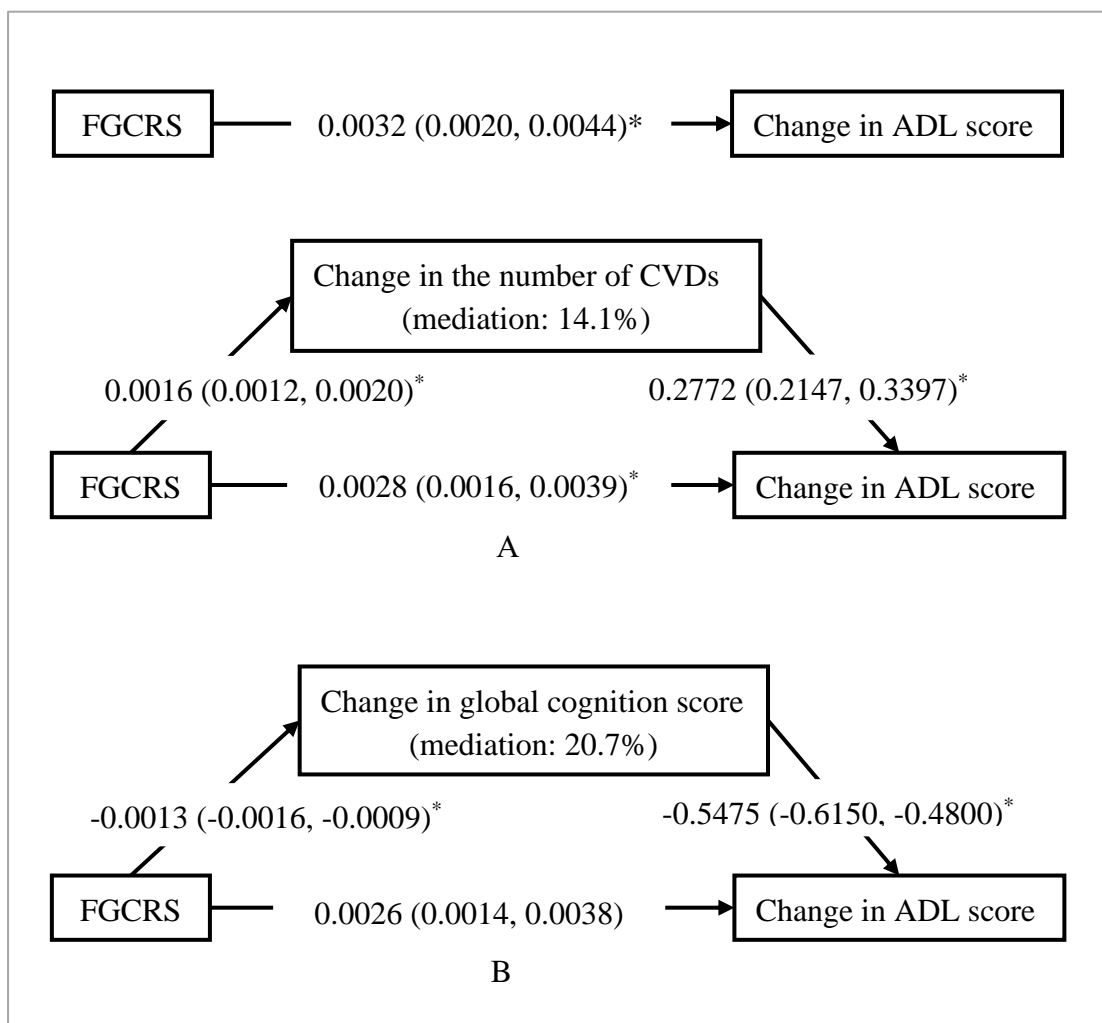 FGCRS 0.0032 (0.0020, 0.0044)* Change in ADL score
Change in the number of CVDs
(mediation: 14.1%)
0.0016 (0.0012, 0.0020)* 0.2772 (0.2147, 0.3397)*
FGCRS 0.0028 (0.0016, 0.0039)* Change in ADL score
A
Change in global cognition score
(mediation: 20.7%)
-0.0013 (-0.0016, -0.0009)* -0.5475 (-0.6150, -0.4800)*
FGCRS 0.0026 (0.0014, 0.0038) Change in ADL score
B